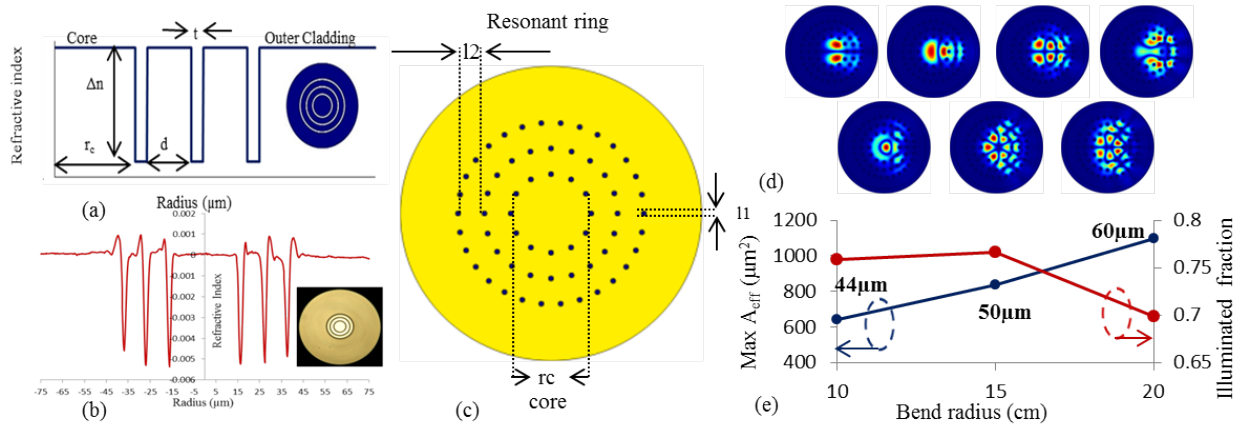 (a)
Refractive index
Core
t
Outer Cladding
Δn
rc
d
(b)
Radius (µm)
0.002
0.001
0
-0.001
-0.002
-0.003
-0.004
-0.005
-0.006
Refractive Index
-75 -65 -55 -45 -35 -25 -15 -5 5 15 25 35 45 55 65 75
Radius (µm)
Resonant ring
l2
l1
rc
core
(c)
(d)
1200
1000
800
600
400
Max Aeff (µm²)
0.8
0.75
0.7
0.65
Illuminated fraction
44µm
50µm
60µm
10 15 20
Bend radius (cm)
(e)